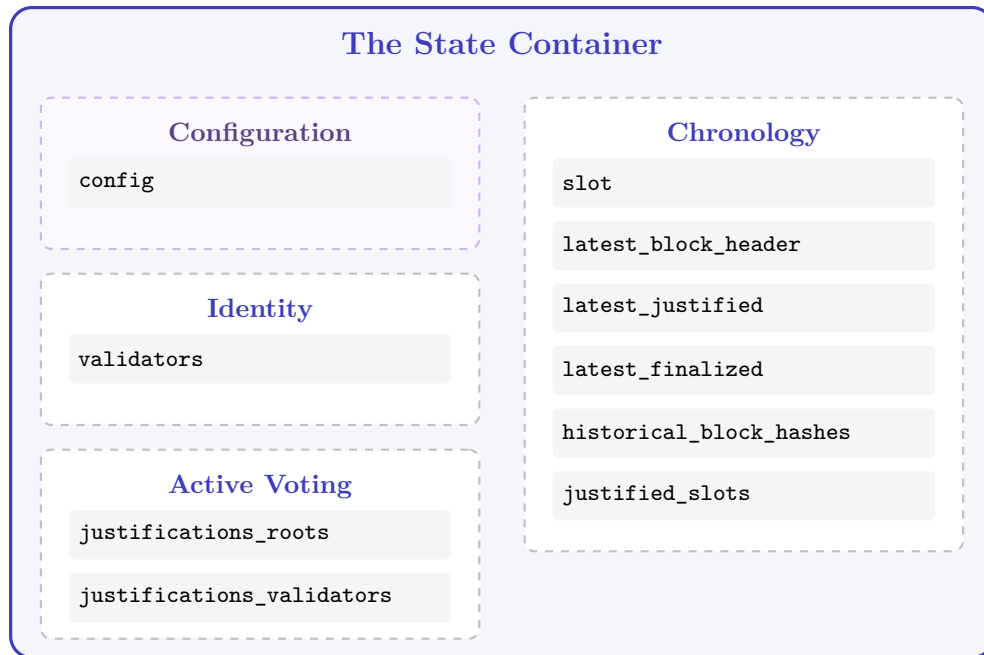 The State Container
Configuration
config
Identity
validators
Active Voting
justifications_roots
justifications_validators
Chronology
slot
latest_block_header
latest_justified
latest_finalized
historical_block_hashes
justified_slots